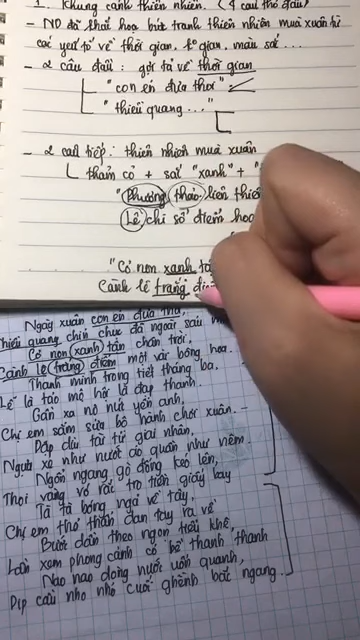 1. Khung cảnh thiên nhiên. (4 câu thơ đầu)
- ND đã khái họa bức tranh thiên nhiên mùa xuân từ
các yếu tố về thời gian, k gian, màu sắ...
- 2 câu đầu: gợi tả về thời gian
"con én đưa thoi"
"thiều quang..."
- 2 câu tiếp: thiên nhiên mùa xuân
thảm cỏ + sắ "xanh" + "
"Phương thảo liên thiê
Lê chi sổ điểm hoa
"Cỏ non xanh tậ
Cành lê trắng điể
Ngày xuân con én đưa thoi,
Thiều quang chín chục đã ngoài sáu
Cỏ non xanh tận chân trời,
Cành lê trắng điểm một vài bông hoa.
Thanh minh trong tiết tháng ba,
Lễ là tảo mộ hội là đạp thanh.
Gần xa nô nức yến anh,
Chị em sắm sửa bộ hành chơi xuân.
Dập dìu tài tử giai nhân,
Ngựa xe như nước áo quần như nêm.
Ngổn ngang gò đống kéo lên,
Thoi vàng vó rắc tro tiền giấy bay
Tà tà bóng ngả về tây,
Chị em thơ thẩn dan tay ra về
Bước dần theo ngọn tiểu khê,
Lần xem phong cảnh có bề thanh thanh
Nao nao dòng nước uốn quanh,
Dịp cầu nho nhỏ cuối ghềnh bắc ngang.